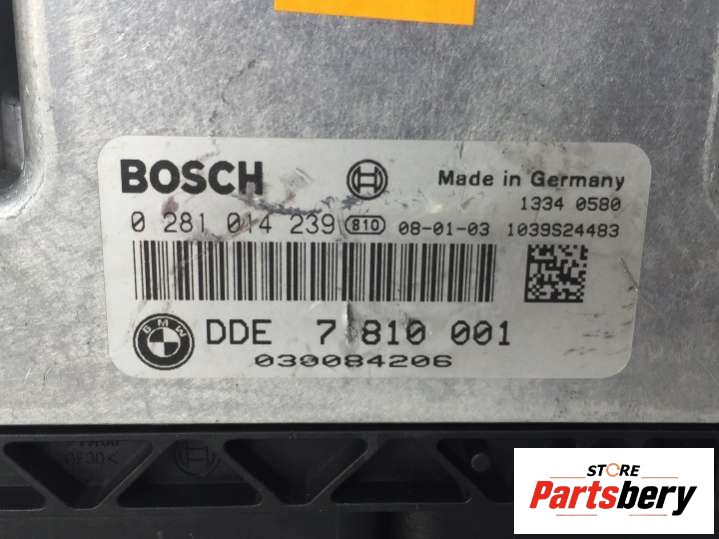 BOSCH
Made in Germany
1334 0580
0 281 014 239 810 08-01-03 1039S24483
BMW
DDE 7 810 001
030084206
STORE
Partsbery